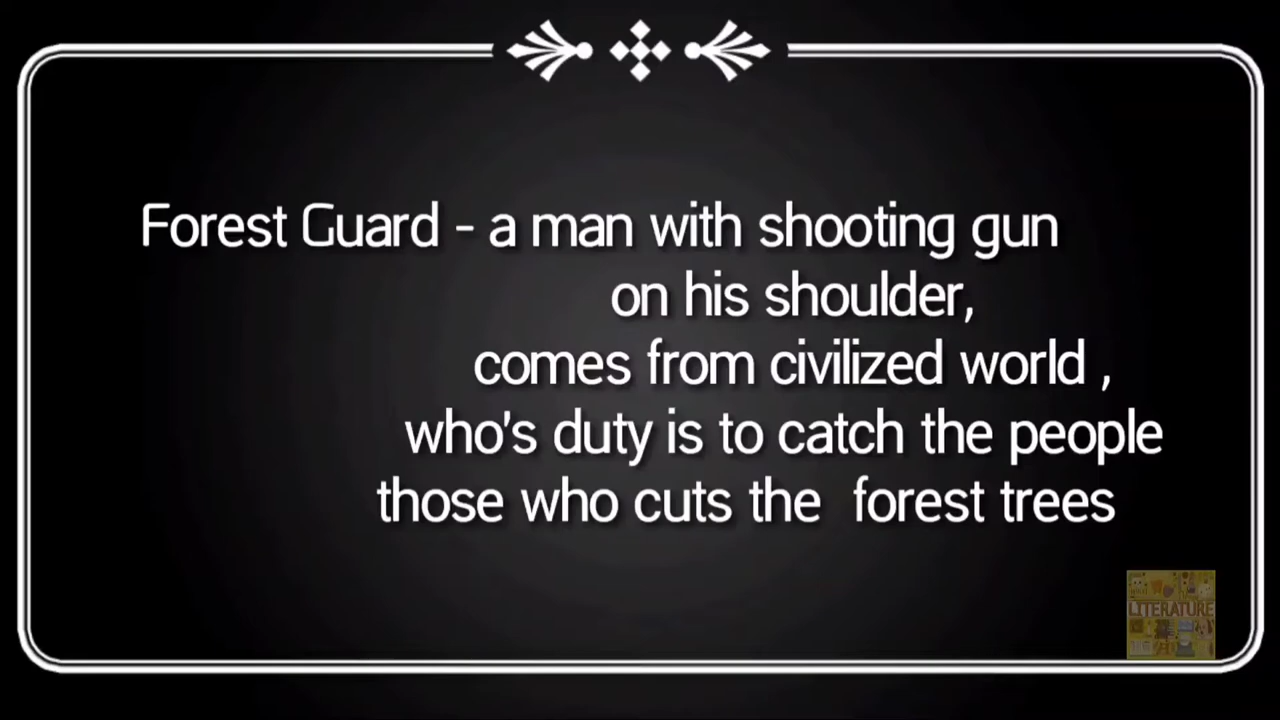 Forest Guard - a man with shooting gun
on his shoulder,
comes from civilized world ,
who's duty is to catch the people
those who cuts the forest trees
LITERATURE